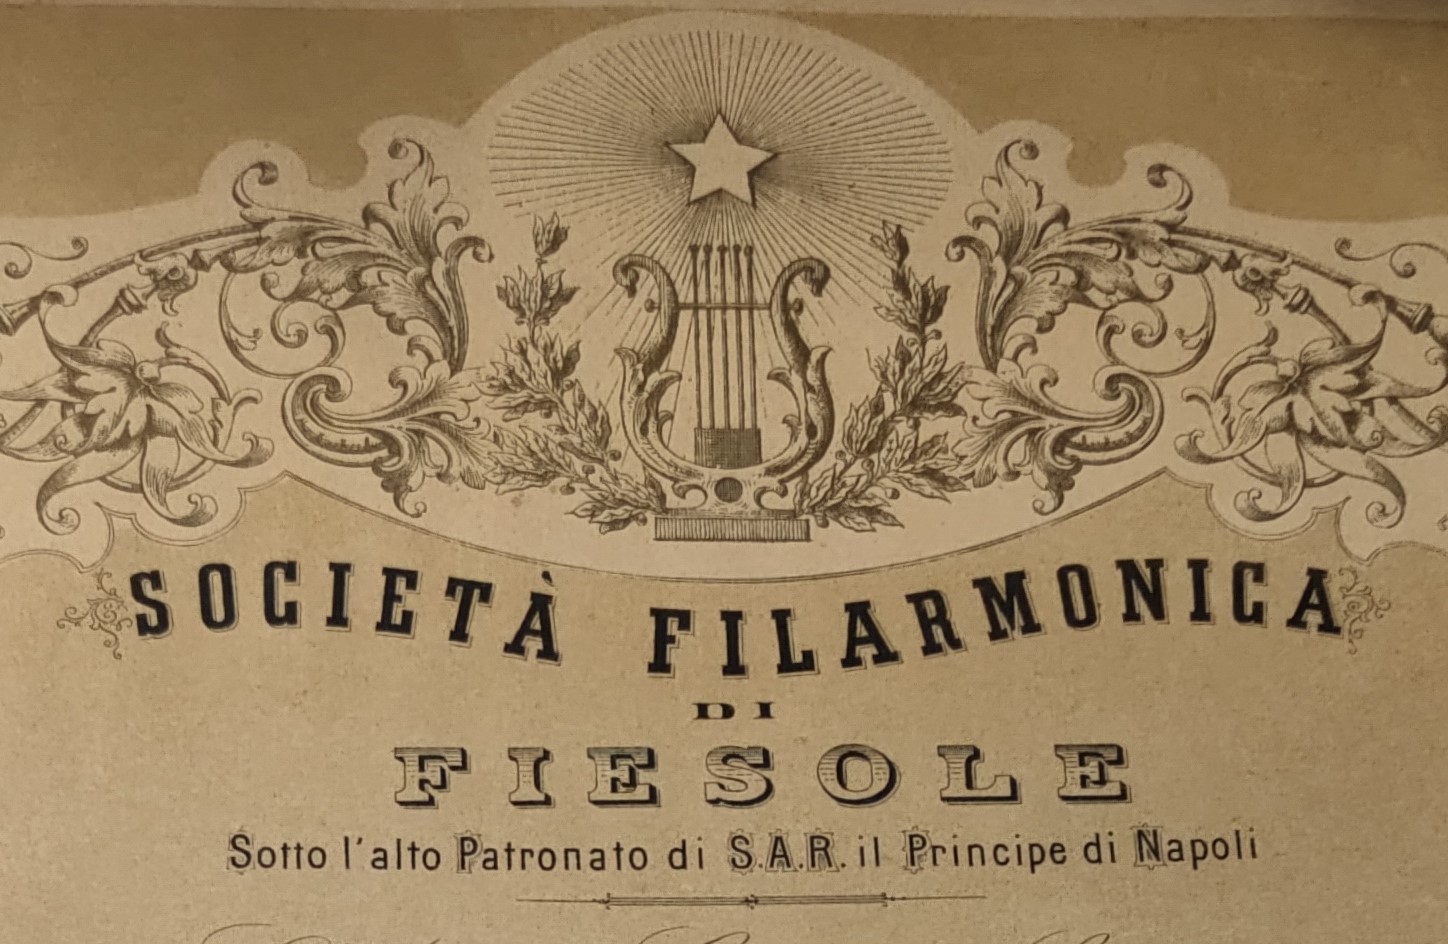 SOCIETÀ FILARMONICA
DI
FIESOLE
Sotto l'alto Patronato di S.A.R. il Principe di Napoli